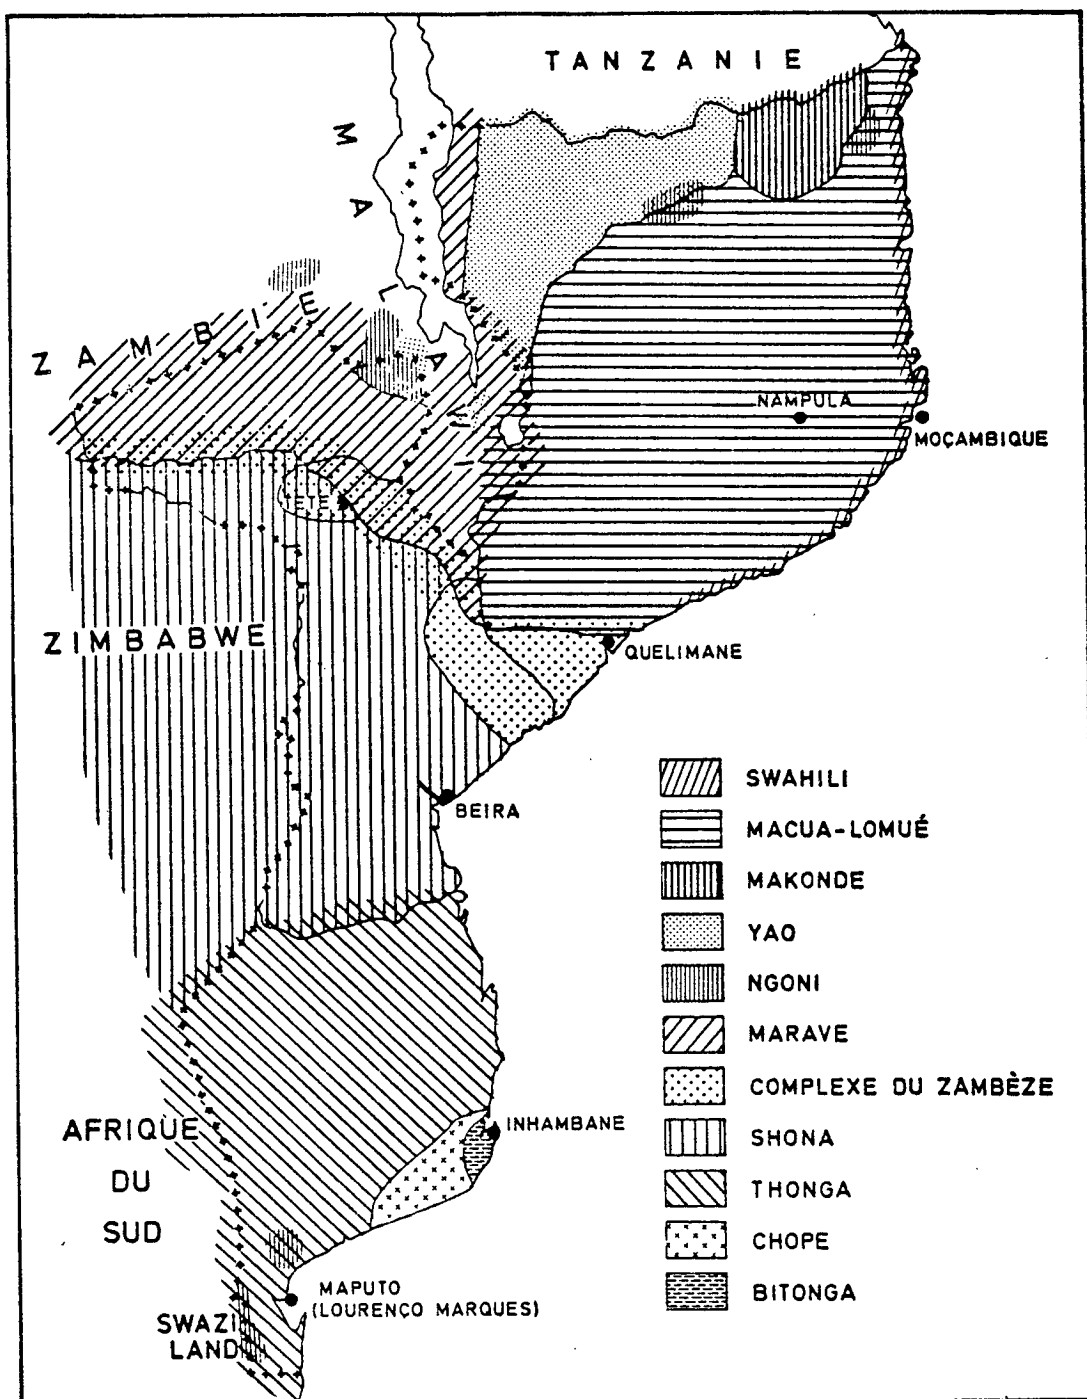 TANZANIE
MALAWI
ZAMBIE
NAMPULA
MOÇAMBIQUE
ZIMBABWE
QUELIMANE
BEIRA
SWAHILI
MACUA-LOMUÉ
MAKONDE
YAO
NGONI
MARAVE
COMPLEXE DU ZAMBÈZE
SHONA
THONGA
CHOPE
BITONGA
INHAMBANE
AFRIQUE
DU
SUD
MAPUTO
(LOURENÇO MARQUES)
SWAZI
LAND